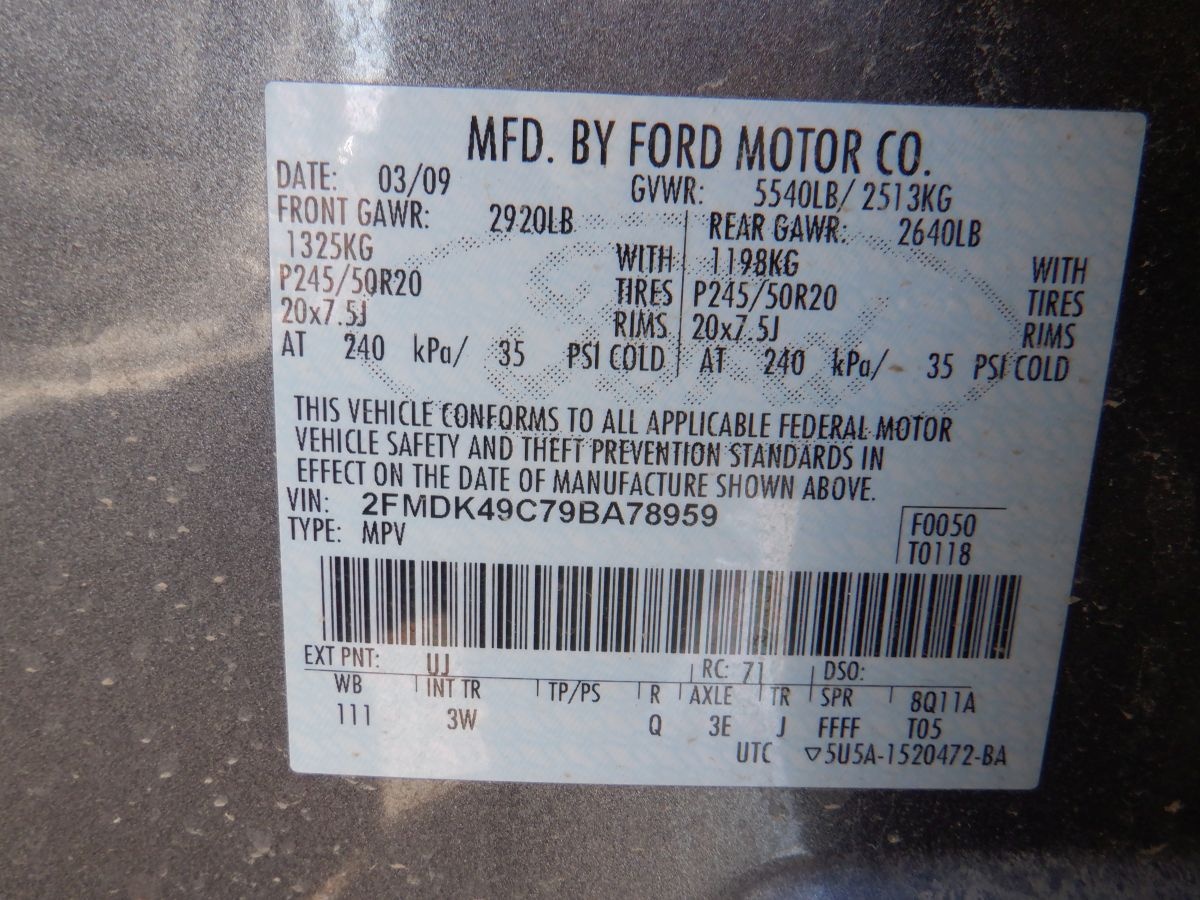 MFD. BY FORD MOTOR CO.
DATE: 03/09 GVWR: 5540LB/ 2513KG
FRONT GAWR: 2920LB REAR GAWR: 2640LB
1325KG WITH 1198KG WITH
P245/50R20 TIRES P245/50R20 TIRES
20x7.5J RIMS 20x7.5J RIMS
AT 240 kPa/ 35 PSI COLD AT 240 kPa/ 35 PSI COLD
THIS VEHICLE CONFORMS TO ALL APPLICABLE FEDERAL MOTOR
VEHICLE SAFETY AND THEFT PREVENTION STANDARDS IN
EFFECT ON THE DATE OF MANUFACTURE SHOWN ABOVE.
VIN: 2FMDK49C79BA78959 F0050
TYPE: MPV T0118
EXT PNT: UJ RC: 71 DSO:
WB INT TR TP/PS R AXLE TR SPR 8Q11A
111 3W Q 3E J FFFF T05
UTC ▽5U5A-1520472-BA